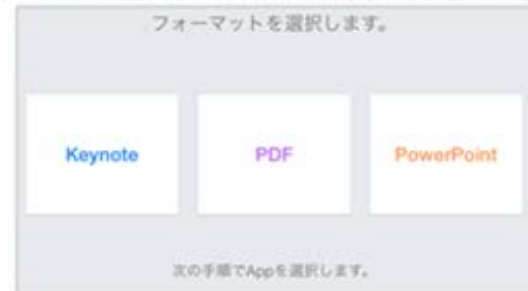 フォーマットを選択します。
Keynote
PDF
PowerPoint
次の手順でAppを選択します。